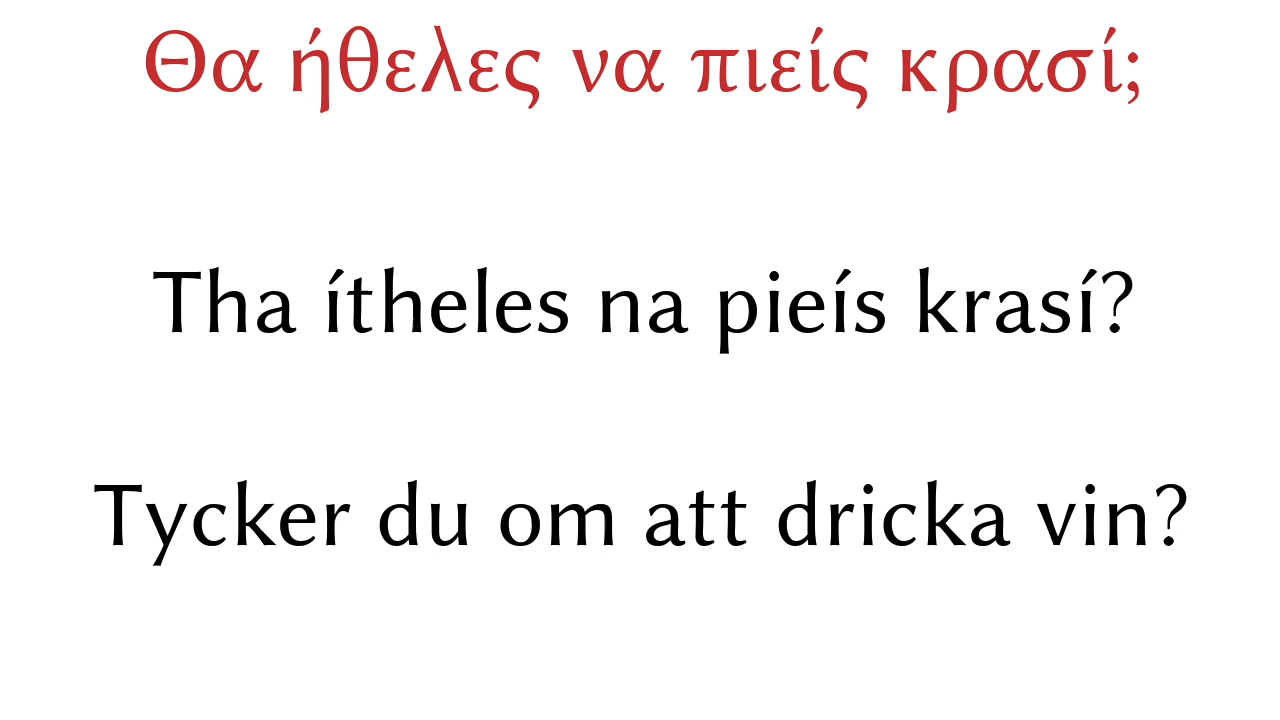 Θα ήθελες να πιείς κρασί;
Tha ítheles na pieís krasí?
Tycker du om att dricka vin?